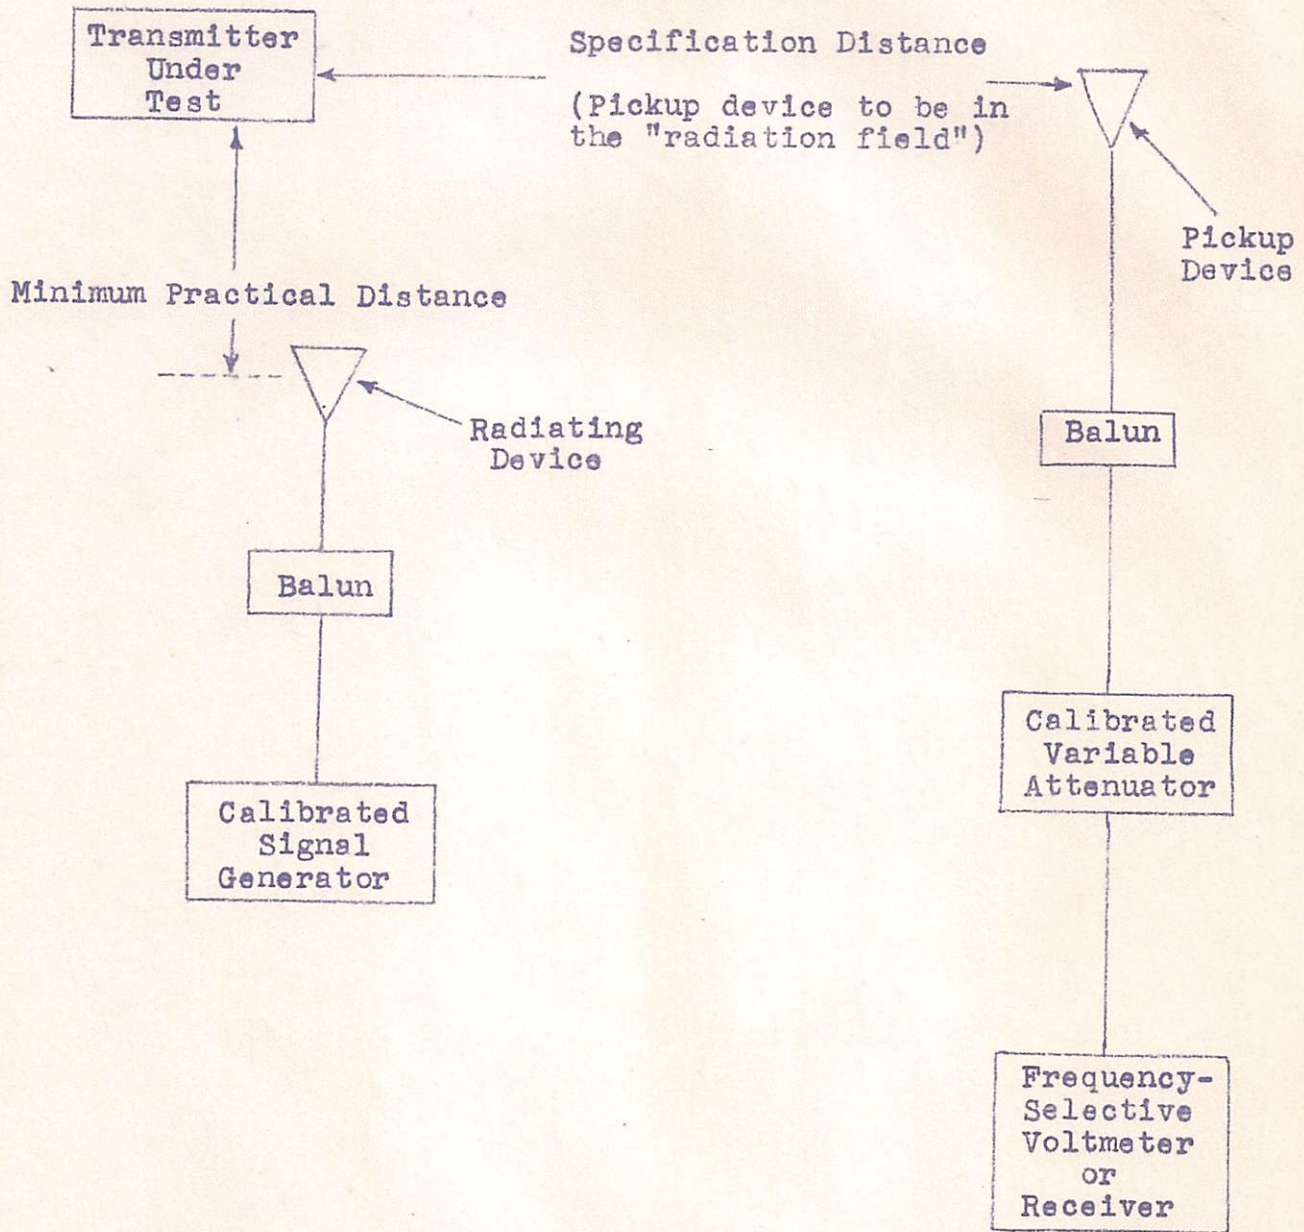 Transmitter
Under
Test
Specification Distance
(Pickup device to be in
the "radiation field")
Pickup
Device
Minimum Practical Distance
Radiating
Device
Balun
Balun
Calibrated
Signal
Generator
Calibrated
Variable
Attenuator
Frequency-
Selective
Voltmeter
or
Receiver